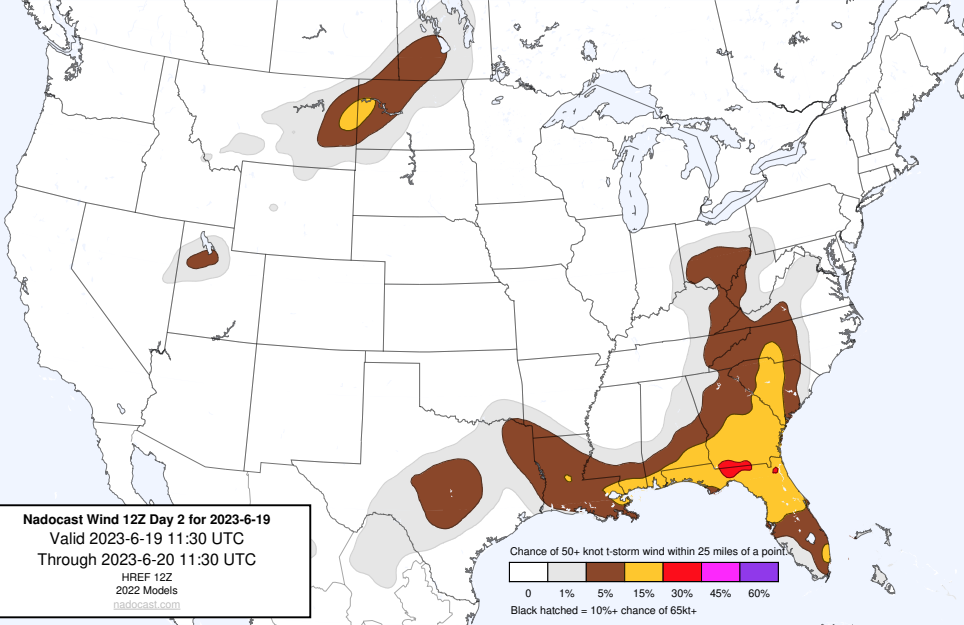 Nadocast Wind 12Z Day 2 for 2023-6-19
Valid 2023-6-19 11:30 UTC
Through 2023-6-20 11:30 UTC
HREF 12Z
2022 Models
nadocast.com
Chance of 50+ knot t-storm wind within 25 miles of a point.
0 1% 5% 15% 30% 45% 60%
Black hatched = 10%+ chance of 65kt+